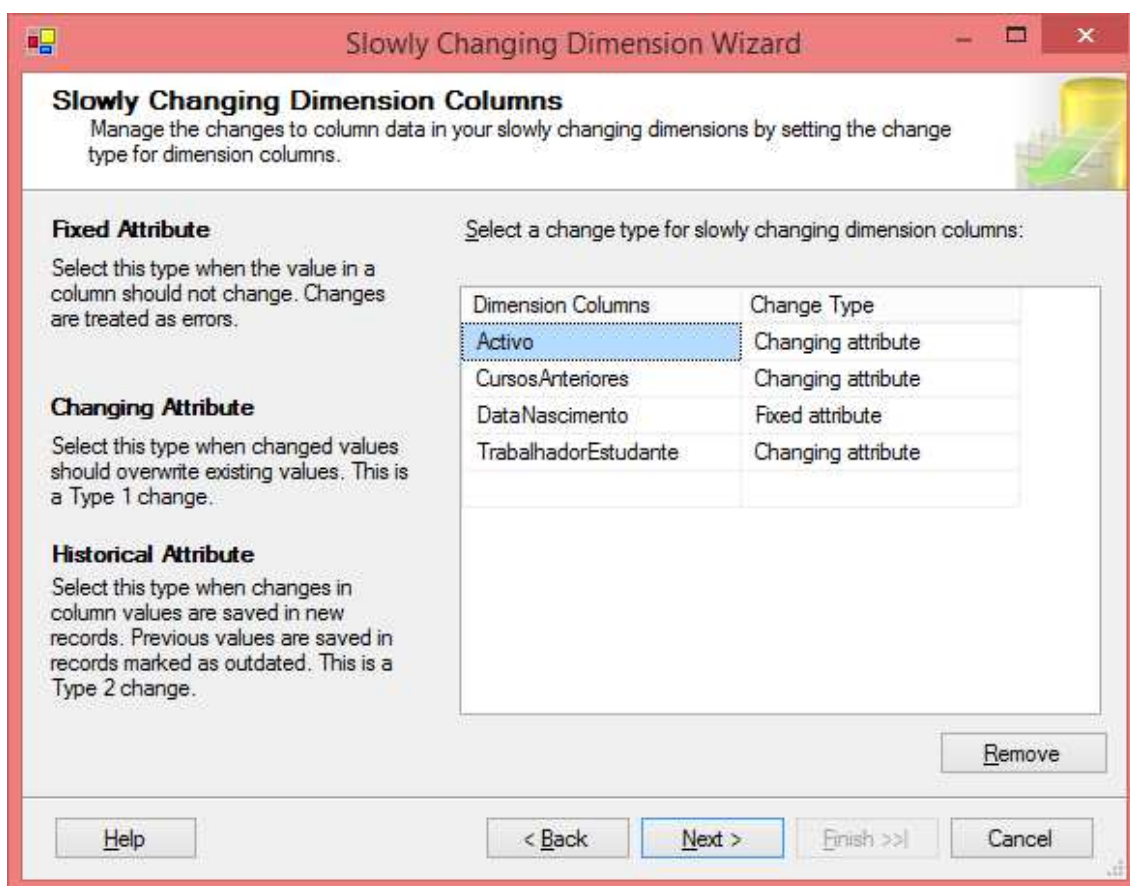 Slowly Changing Dimension Wizard
Slowly Changing Dimension Columns
Manage the changes to column data in your slowly changing dimensions by setting the change
type for dimension columns.
Fixed Attribute
Select this type when the value in a
column should not change. Changes
are treated as errors.
Changing Attribute
Select this type when changed values
should overwrite existing values. This is
a Type 1 change.
Historical Attribute
Select this type when changes in
column values are saved in new
records. Previous values are saved in
records marked as outdated. This is a
Type 2 change.
Select a change type for slowly changing dimension columns:
Dimension Columns Change Type
Activo Changing attribute
CursosAnteriores Changing attribute
DataNascimento Fixed attribute
TrabalhadorEstudante Changing attribute
Remove
Help < Back Next > Finish >>| Cancel